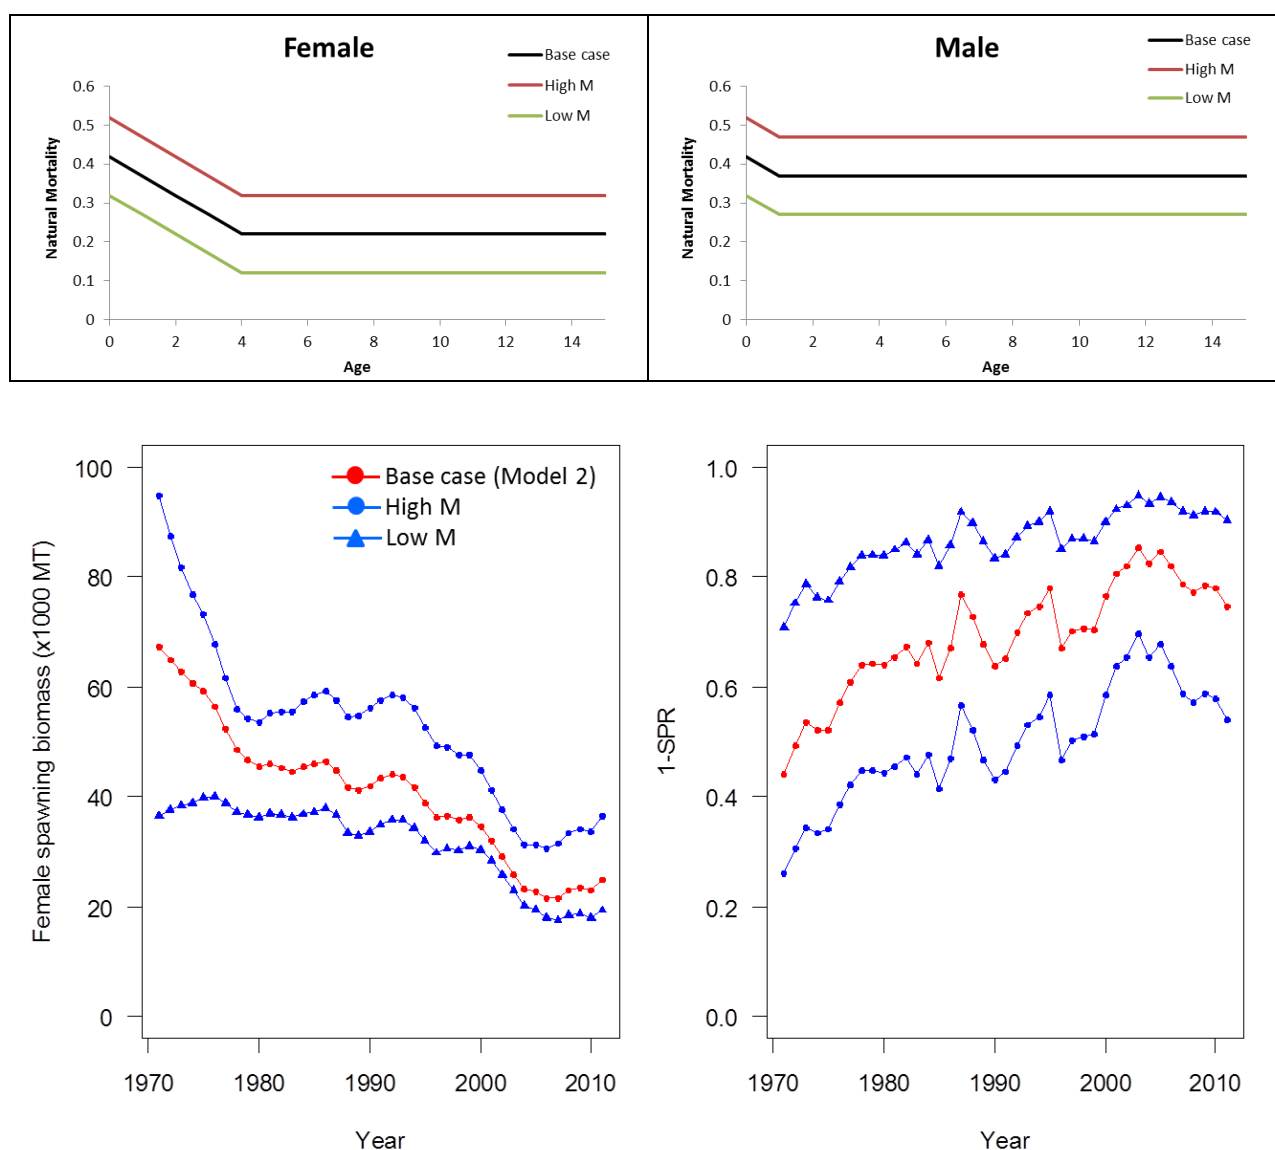 Female
Base case
High M
Low M
0.6
0.5
0.4
0.3
0.2
0.1
0
Natural Mortality
0 2 4 6 8 10 12 14
Age
Male
Base case
High M
Low M
0.6
0.5
0.4
0.3
0.2
0.1
0
Natural Mortality
0 2 4 6 8 10 12 14
Age
Base case (Model 2)
High M
Low M
100
80
60
40
20
0
Female spawning biomass (x1000 MT)
1970 1980 1990 2000 2010
Year
1.0
0.8
0.6
0.4
0.2
0.0
1-SPR
1970 1980 1990 2000 2010
Year